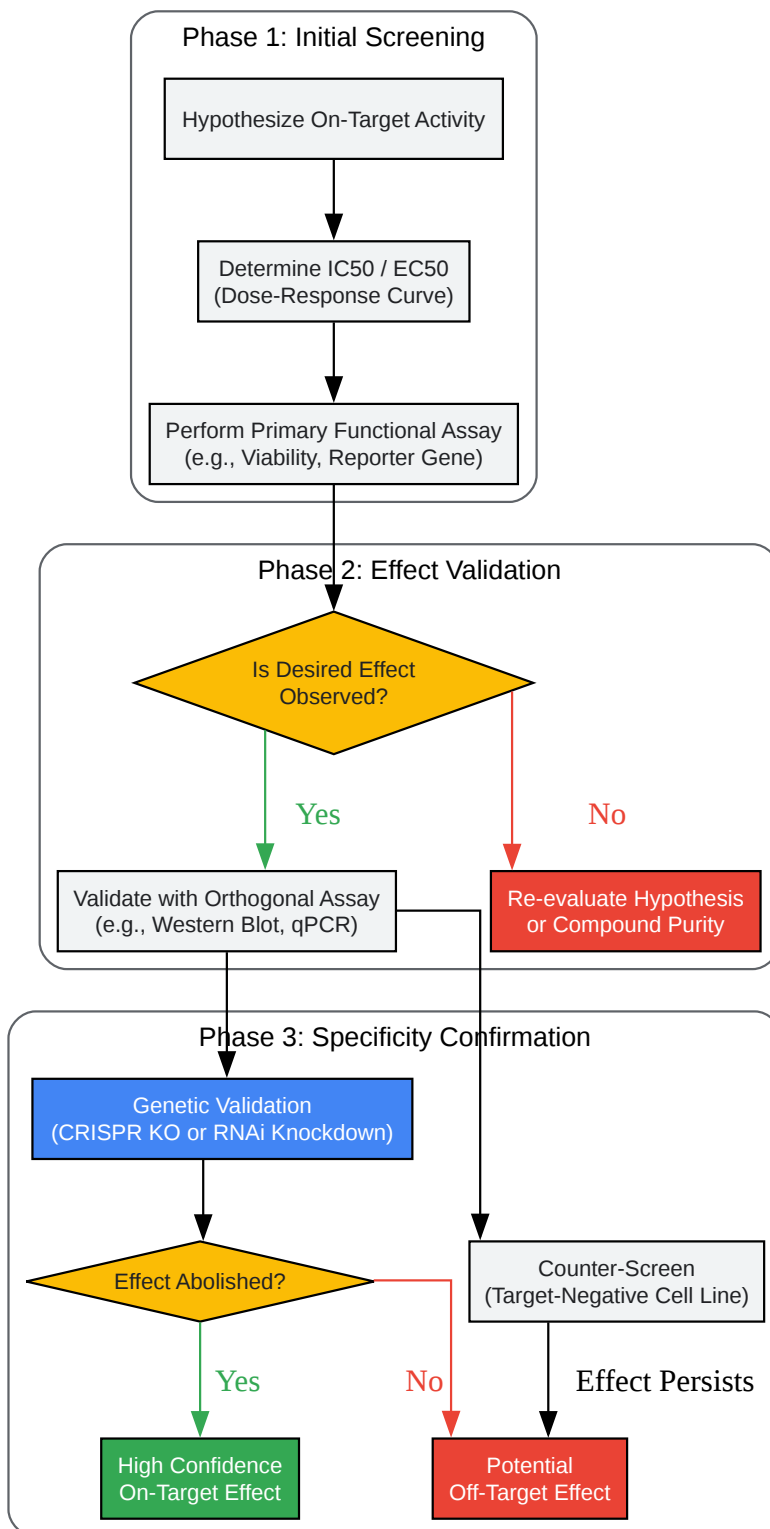 Phase 1: Initial Screening
Hypothesize On-Target Activity
Determine IC50 / EC50
(Dose-Response Curve)
Perform Primary Functional Assay
(e.g., Viability, Reporter Gene)
Phase 2: Effect Validation
Is Desired Effect
Observed?
Yes
No
Validate with Orthogonal Assay
(e.g., Western Blot, qPCR)
Re-evaluate Hypothesis
or Compound Purity
Phase 3: Specificity Confirmation
Genetic Validation
(CRISPR KO or RNAi Knockdown)
Effect Abolished?
Counter-Screen
(Target-Negative Cell Line)
Yes
No
Effect Persists
High Confidence
On-Target Effect
Potential
Off-Target Effect